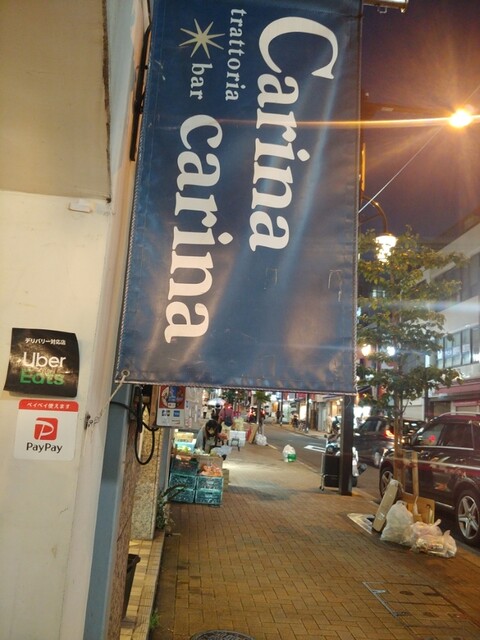 Carina
trattoria
bar
carina
デリバリー対応店
Uber
Eats
ペイペイ使えます
PayPay